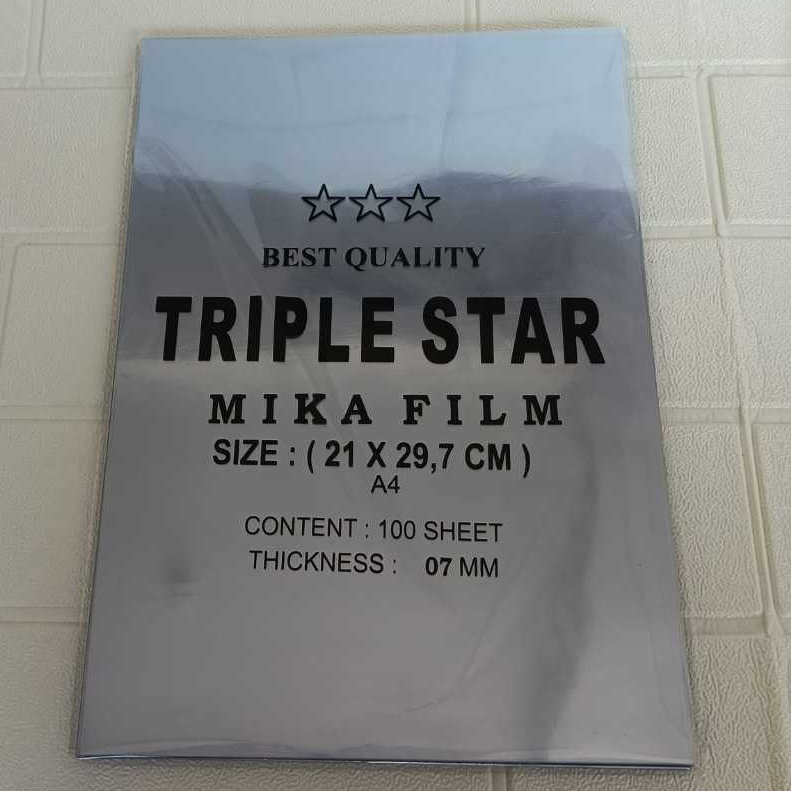 BEST QUALITY
TRIPLE STAR
MIKA FILM
SIZE : ( 21 X 29,7 CM )
A4
CONTENT : 100 SHEET
THICKNESS : 07 MM